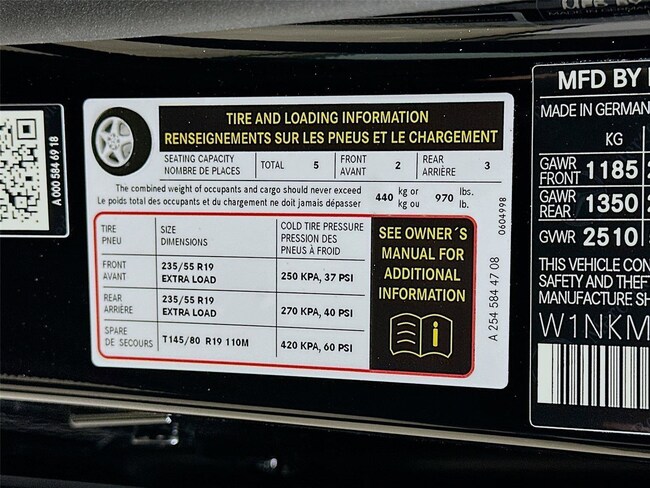 A 000 584 69 18
TIRE AND LOADING INFORMATION
RENSEIGNEMENTS SUR LES PNEUS ET LE CHARGEMENT
SEATING CAPACITY
NOMBRE DE PLACES
TOTAL 5
FRONT
AVANT
2
REAR
ARRIÈRE
3
The combined weight of occupants and cargo should never exceed
Le poids total des occupants et du chargement ne doit jamais dépasser
440 kg or
kg ou
970 lbs.
lb.
0604998
TIRE
PNEU
SIZE
DIMENSIONS
COLD TIRE PRESSURE
PRESSION DES
PNEUS À FROID
FRONT
AVANT
235/55 R19
EXTRA LOAD
250 KPA, 37 PSI
REAR
ARRIÈRE
235/55 R19
EXTRA LOAD
270 KPA, 40 PSI
SPARE
DE SECOURS
T145/80 R19 110M
420 KPA, 60 PSI
SEE OWNER´S
MANUAL FOR
ADDITIONAL
INFORMATION
A 254 584 47 08
MFD BY
MADE IN GERMAN
KG
GAWR
FRONT
1185
GAWR
REAR
1350
GVWR 2510
THIS VEHICLE CON
SAFETY AND THEF
MANUFACTURE SH
W1NKM